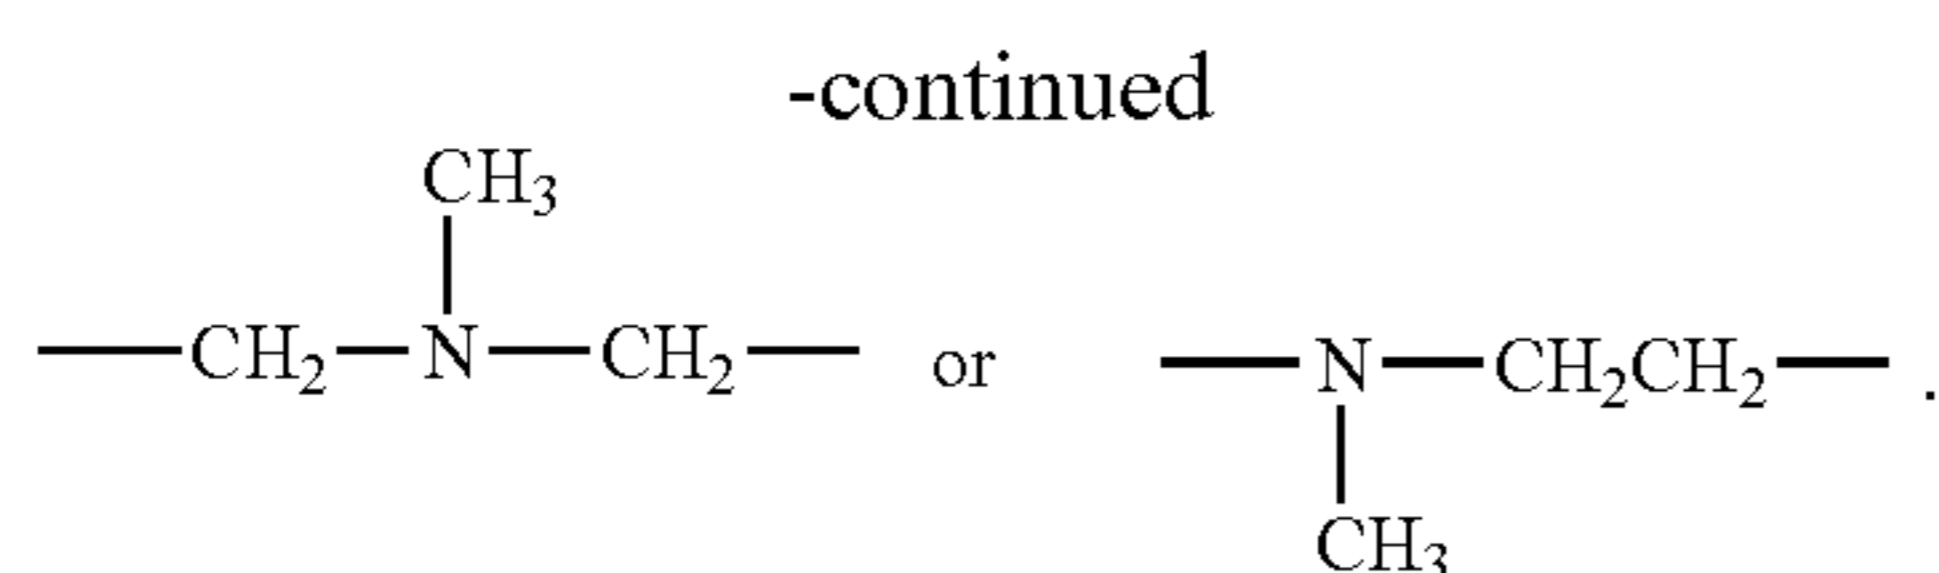 -continued
CH₃
—CH₂—N—CH₂— or —N—CH₂CH₂— .
CH₃